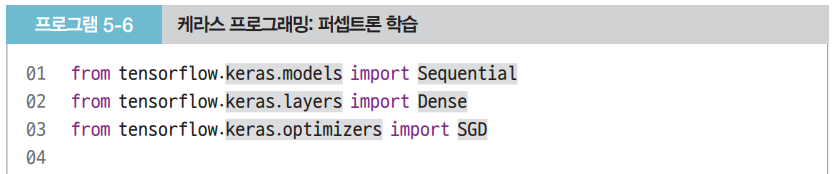 프로그램 5-6 케라스 프로그래밍: 퍼셉트론 학습
01 from tensorflow.keras.models import Sequential
02 from tensorflow.keras.layers import Dense
03 from tensorflow.keras.optimizers import SGD
04